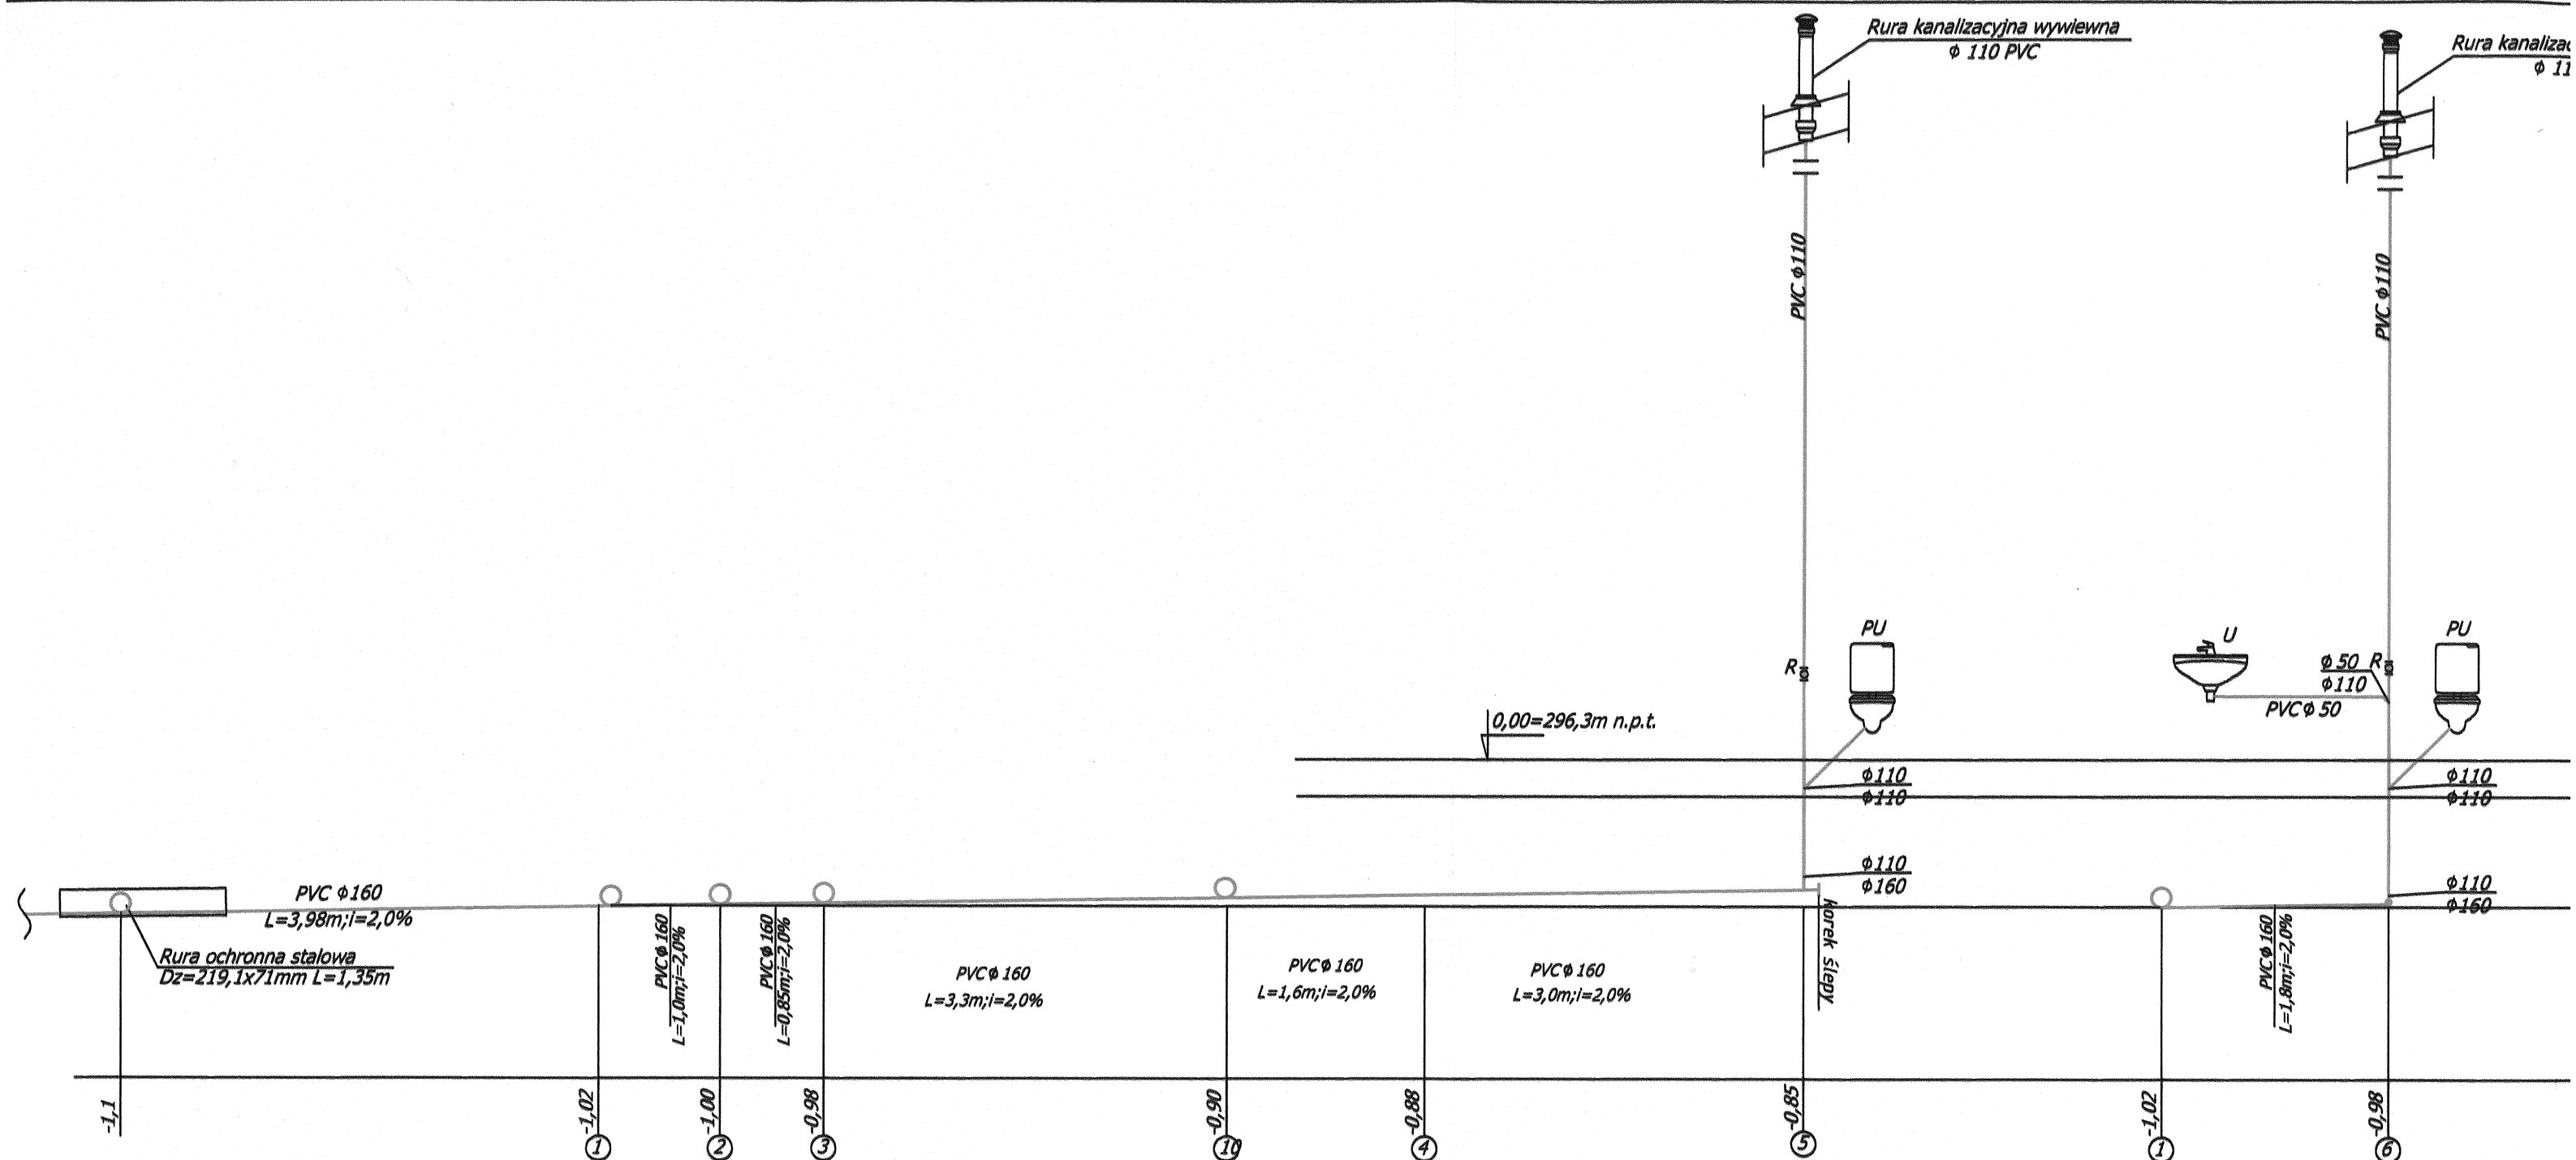 Rura kanalizacyjna wywiewna
ϕ 110 PVC
Rura kanalizac
ϕ 11
PVC ϕ110
PVC ϕ110
PU
R
U
ϕ 50 R
ϕ110
PVCϕ 50
PU
0,00=296,3m n.p.t.
ϕ110
ϕ110
ϕ110
ϕ110
ϕ110
ϕ160
ϕ110
ϕ160
PVC ϕ160
L=3,98m;i=2,0%
Rura ochronna stalowa
Dz=219,1x71mm L=1,35m
PVCϕ 160
L=1,0m;i=2,0%
PVCϕ 160
L=0,85m;i=2,0%
PVCϕ 160
L=3,3m;i=2,0%
PVCϕ 160
L=1,6m;i=2,0%
PVCϕ 160
L=3,0m;i=2,0%
korek ślepy
PVCϕ 160
L=1,8m;i=2,0%
-1,1
-1,02
-1,00
-0,98
-0,90
-0,88
-0,85
-1,02
-0,98
1
2
3
10
4
5
1
6